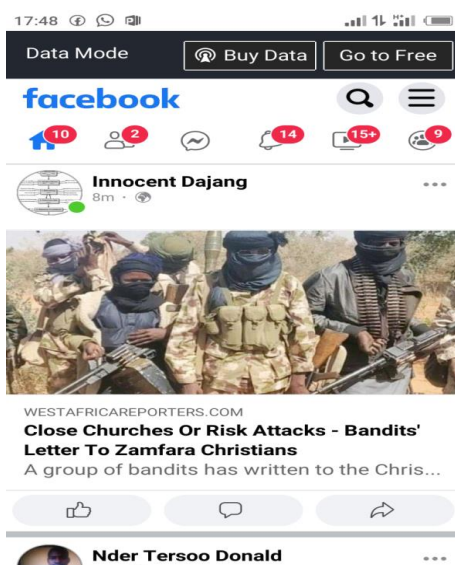 17:48
Data Mode Buy Data Go to Free
facebook
10 2 14 15+ 9
Innocent Dajang
8m ·
WESTAFRICAREPORTERS.COM
Close Churches Or Risk Attacks - Bandits'
Letter To Zamfara Christians
A group of bandits has written to the Chris...
Nder Tersoo Donald